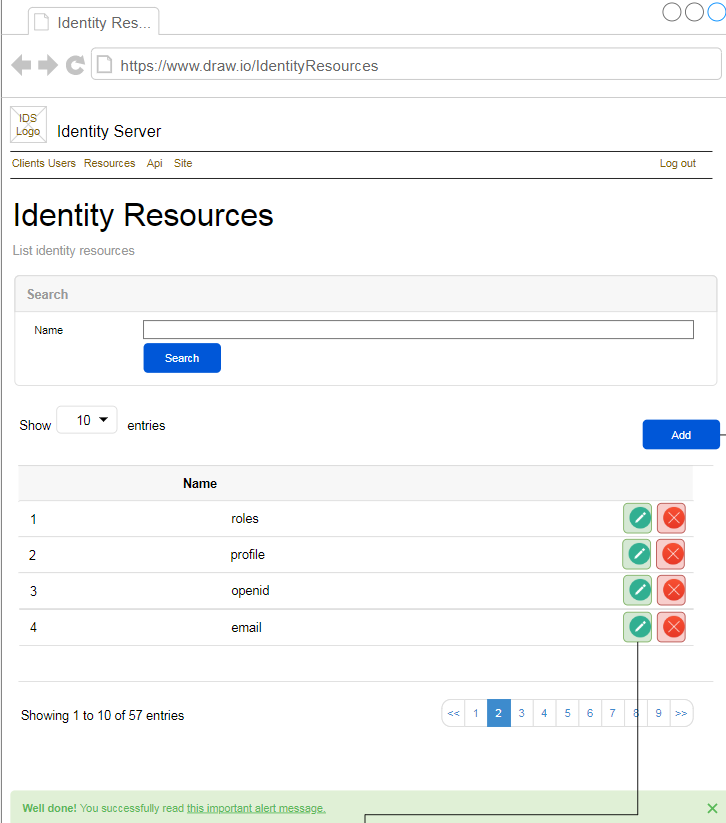 Identity Res...
https://www.draw.io/IdentityResources
IDS
Logo
Identity Server
Clients Users Resources Api Site Log out
Identity Resources
List identity resources
Search
Name
Search
Show 10 entries
Add
Name
1 roles
2 profile
3 openid
4 email
Showing 1 to 10 of 57 entries << 1 2 3 4 5 6 7 8 9 >>
Well done! You successfully read this important alert message.